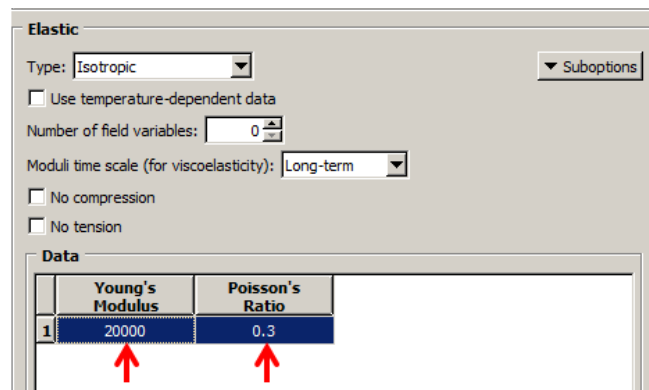 Elastic
Type: Isotropic
Suboptions
Use temperature-dependent data
Number of field variables: 0
Moduli time scale (for viscoelasticity): Long-term
No compression
No tension
Data
Young's Modulus
Poisson's Ratio
1 20000 0.3